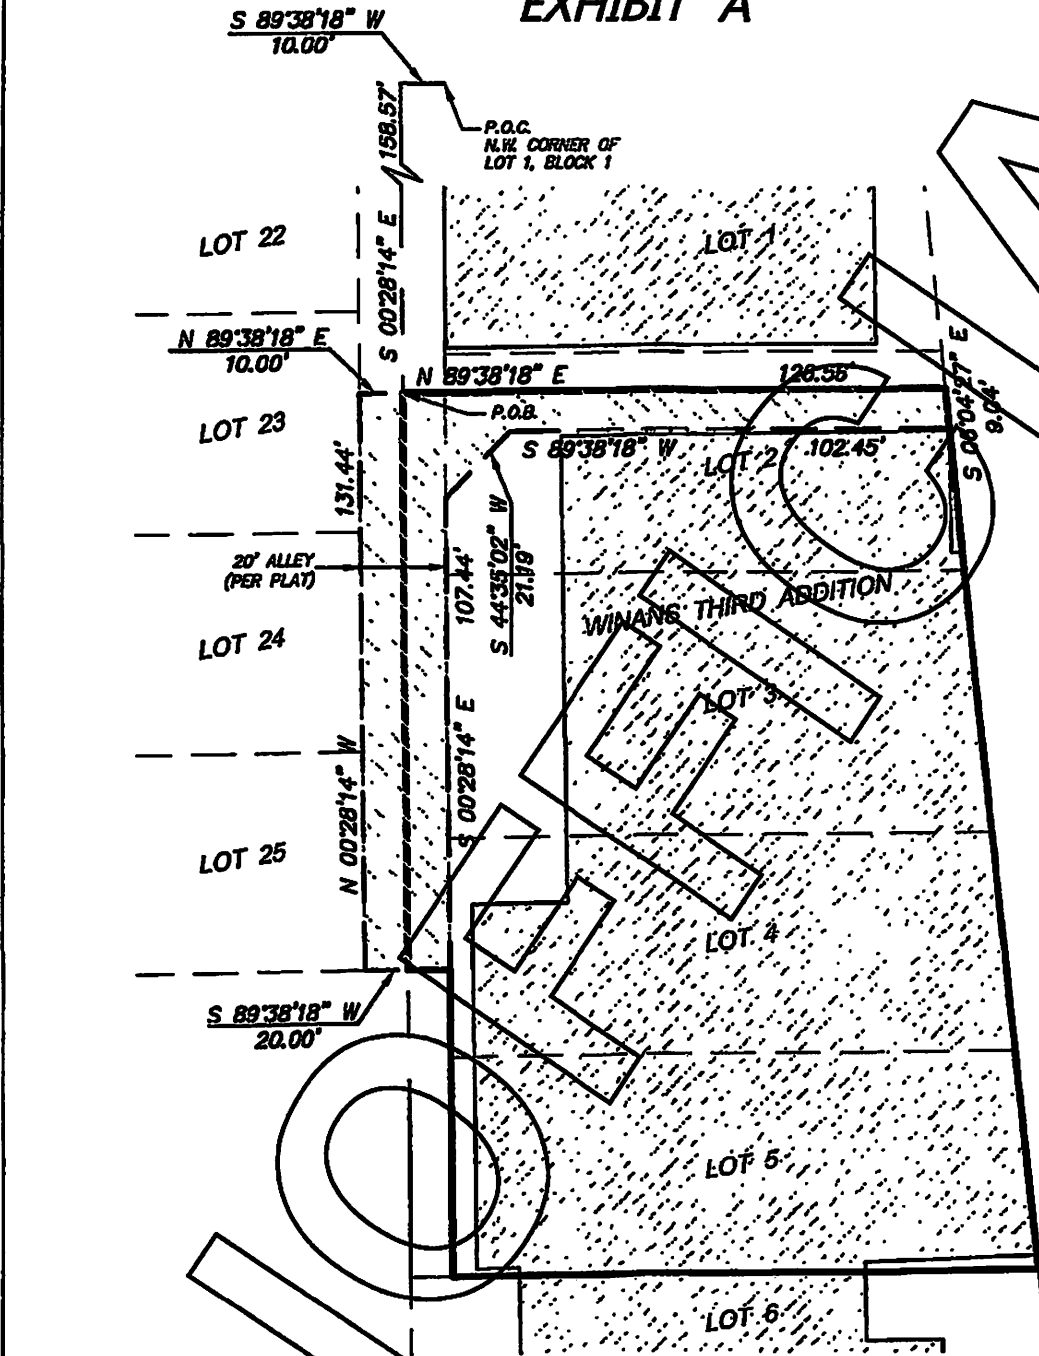 EXHIBIT A
S 89°38'18" W
10.00'
158.57'
P.O.C.
N.W. CORNER OF
LOT 1, BLOCK 1
S 00°28'14" E
LOT 22
LOT 1
N 89°38'18" E
10.00'
N 89°38'18" E
126.56'
S 06°04'27" E
9.04'
P.O.B.
LOT 23
S 89°38'18" W
102.45'
LOT 2
131.44'
20' ALLEY
(PER PLAT)
107.44'
S 44°35'02" W
21.19'
WINANS THIRD ADDITION
LOT 24
LOT 3
N 00°28'14" W
S 00°28'14" E
LOT 25
LOT 4
S 89°38'18" W
20.00'
LOT 5
LOT 6